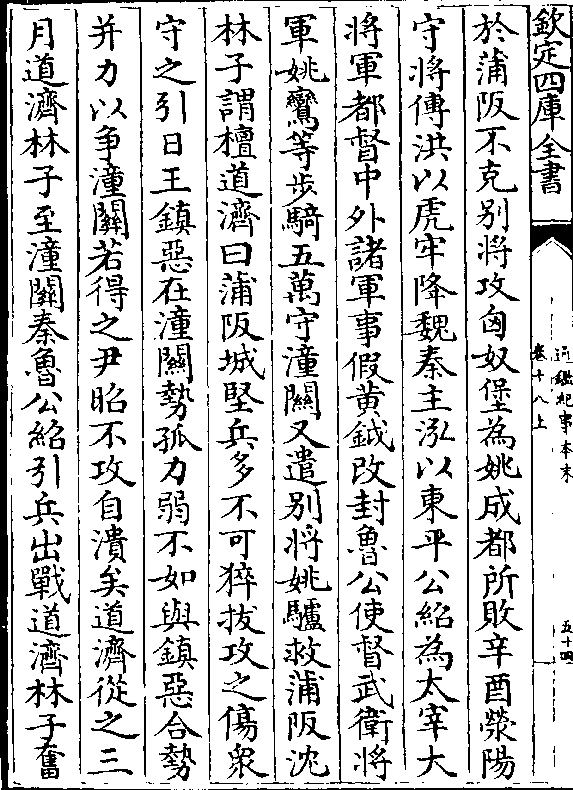 欽定四庫全書
通鑑紀事本末
卷十八上
五十四
於蒲阪不克别將攻匈奴堡為姚成都所敗辛酉滎陽
守將傅洪以虎牢降魏秦主泓以東平公紹為太宰大
將軍都督中外諸軍事假黄鉞改封魯公使督武衛將
軍姚鸞等步騎五萬守潼關又遣别將姚驢救蒲阪沈
林子謂檀道濟曰蒲阪城堅兵多不可猝拔攻之傷衆
守之引日王鎮惡在潼關勢孤力弱不如與鎮惡合勢
并力以争潼關若得之尹昭不攻自潰矣道濟從之三
月道濟林子至潼關秦魯公紹引兵出戰道濟林子奮